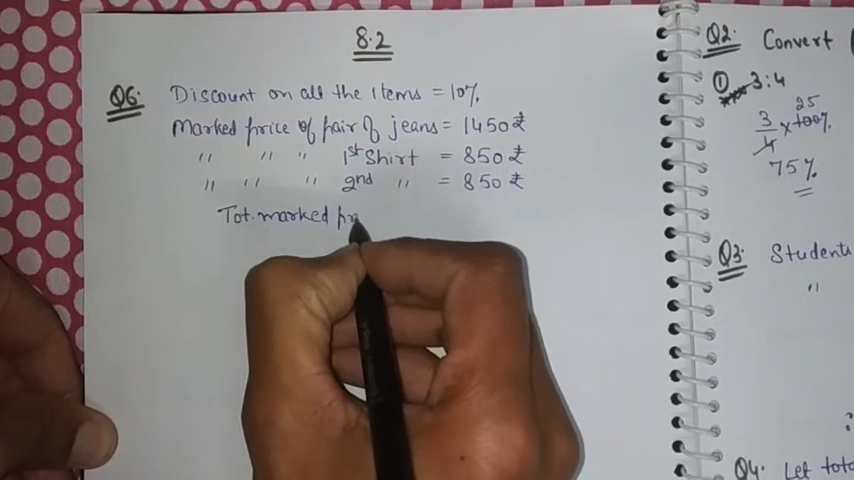 8.2
Q6· Discount on all the items = 10%.
Marked price of pair of jeans = 1450₹
〃 〃 〃 1st Shirt = 850₹
〃 〃 〃 2nd 〃 = 850₹
Tot. marked pr
Q2· Convert
① 3:4
25
3/4 × 100%
75%
Q3· Students
〃
?
Q4· Let tota